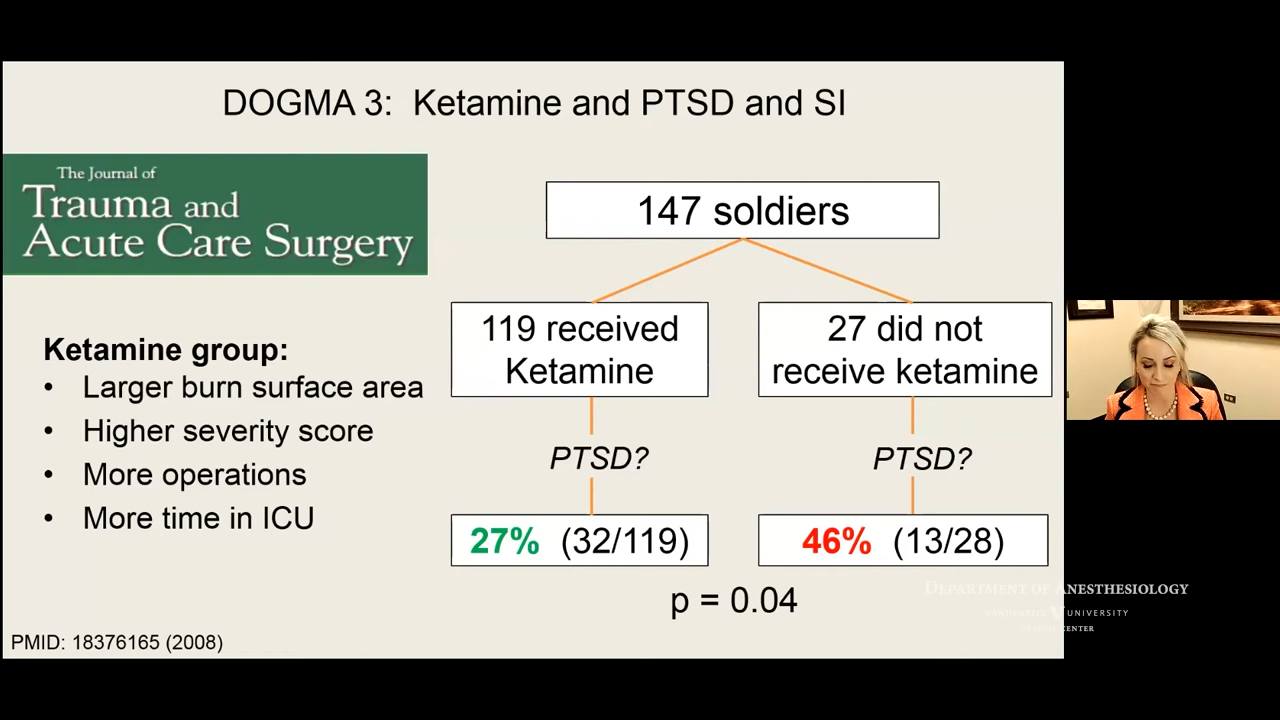 DOGMA 3: Ketamine and PTSD and SI
The Journal of
Trauma and
Acute Care Surgery
147 soldiers
119 received
Ketamine
27 did not
receive ketamine
Ketamine group:
• Larger burn surface area
• Higher severity score
• More operations
• More time in ICU
PTSD?
PTSD?
27% (32/119)
46% (13/28)
p = 0.04
DEPARTMENT OF ANESTHESIOLOGY
UNIVERSITY
CENTER
PMID: 18376165 (2008)